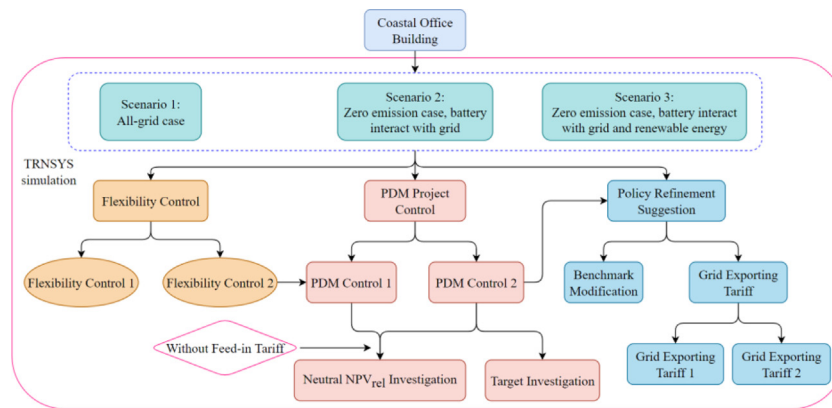 Coastal Office
Building
Scenario 1:
All-grid case
Scenario 2:
Zero emission case, battery
interact with grid
Scenario 3:
Zero emission case, battery interact
with grid and renewable energy
TRNSYS
simulation
Flexibility Control
PDM Project
Control
Policy Refinement
Suggestion
Flexibility Control 1
Flexibility Control 2
PDM Control 1
PDM Control 2
Benchmark
Modification
Grid Exporting
Tariff
Without Feed-in Tariff
Neutral NPVrel Investigation
Target Investigation
Grid Exporting
Tariff 1
Grid Exporting
Tariff 2